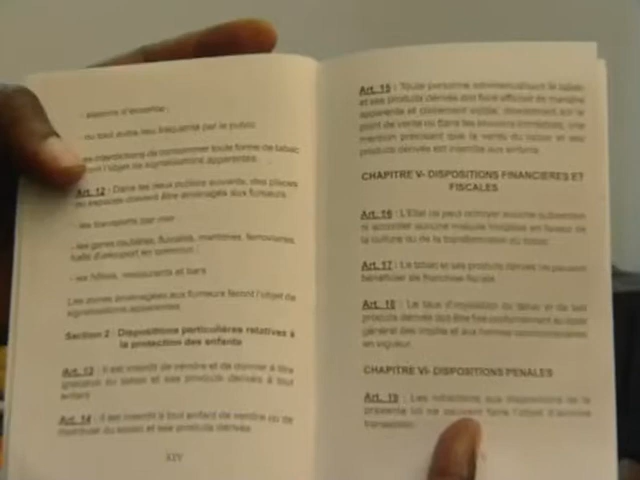 - stations d'essence ;
- ou tout autre lieu fréquenté par le public
es interdictions de consommer toute forme de tabac
font l'objet de signalisations apparentes.
Art. 12 : Dans les lieux publics suivants, des places
ou espaces doivent être aménagés aux fumeurs
- les transports par mer
- les gares routières, fluviales, maritimes, ferroviaires,
- les hôtels, restaurants et bars
Les zones aménagées aux fumeurs feront l'objet de
signalisations apparentes
Section 2 : Dispositions particulières relatives à
la protection des enfants
Art. 13 : Il est interdit de vendre et de donner à titre
gracieux du tabac et ses produits dérivés à tout
enfant
Art. 14 : Il est interdit à tout enfant de vendre ou de
distribuer du tabac et ses produits dérivés
XIV
Art. 15 : Toute personne commercialisant le tabac
et ses produits dérivés doit faire afficher de manière
apparente et clairement visible, directement sur le
point de vente ou dans les environs immédiats, une
mention précisant que la vente du tabac et ses
produits dérivés est interdite aux enfants
CHAPITRE V- DISPOSITIONS FINANCIERES ET
FISCALES
Art. 16 : L'Etat ne peut octroyer aucune subvention
ni accorder aucune mesure incitative en faveur de
la culture ou de la transformation du tabac
Art. 17 : Le tabac et ses produits dérivés ne peuvent
bénéficier de franchise fiscale
Art. 18 : Le taux d'imposition du tabac et de ses
produits dérivés doit être fixé conformément au code
général des impôts et aux normes communautaires
en vigueur.
CHAPITRE VI- DISPOSITIONS PENALES
Art. 19 : Les infractions aux dispositions de la
présente loi ne peuvent faire l'objet d'aucune
transaction